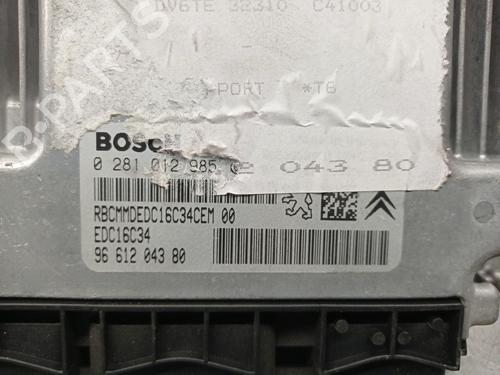 DV6TE 32310 C41003
PORT *T6
BOSCH
0 281 012 985
043 80
RBCMMDEDC16C34CEM 00
EDC16C34
96 612 043 80
B-PARTS